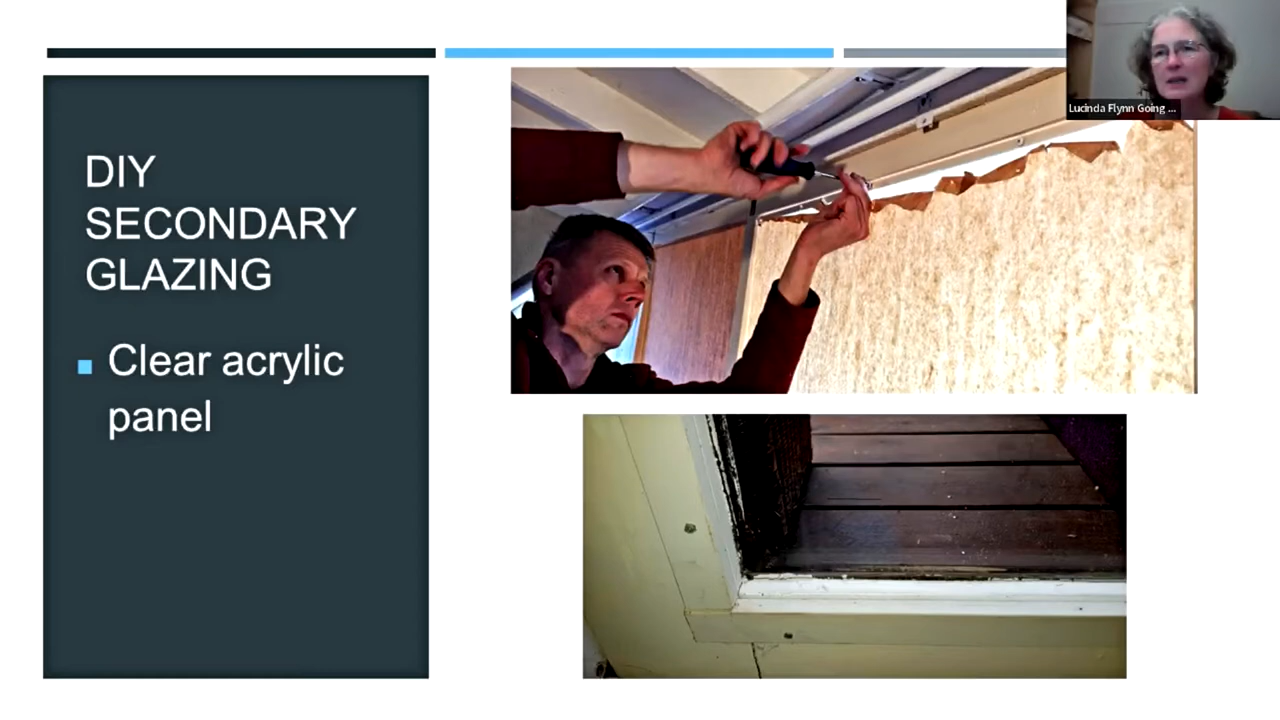 Lucinda Flynn Going ...
DIY
SECONDARY
GLAZING
Clear acrylic
panel